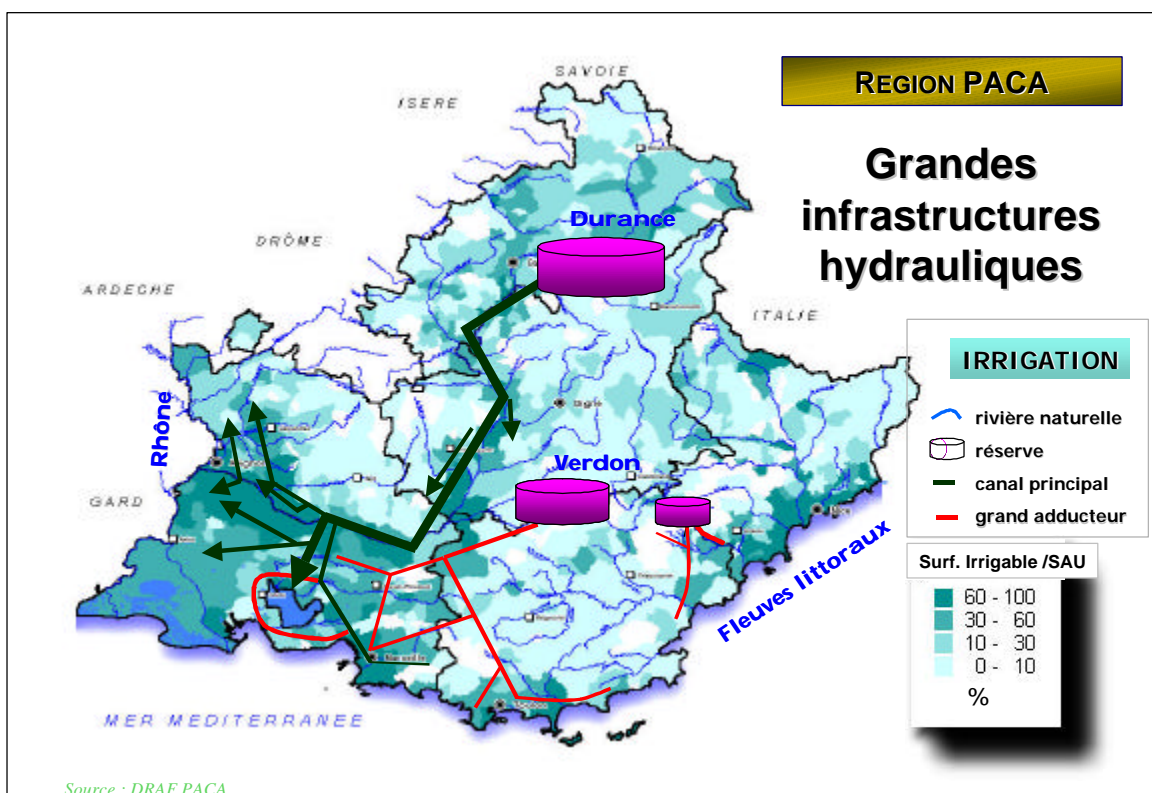 REGION PACA
Grandes
infrastructures
hydrauliques
SAVOIE
ISERE
DRÔME
ARDECHE
GARD
ITALIE
Durance
Verdon
Rhône
Digne
Fleuves littoraux
MER MEDITERRANEE
IRRIGATION
rivière naturelle
réserve
canal principal
grand adducteur
Surf. Irrigable /SAU
60 - 100
30 - 60
10 - 30
0 - 10
%
Source : DRAF PACA